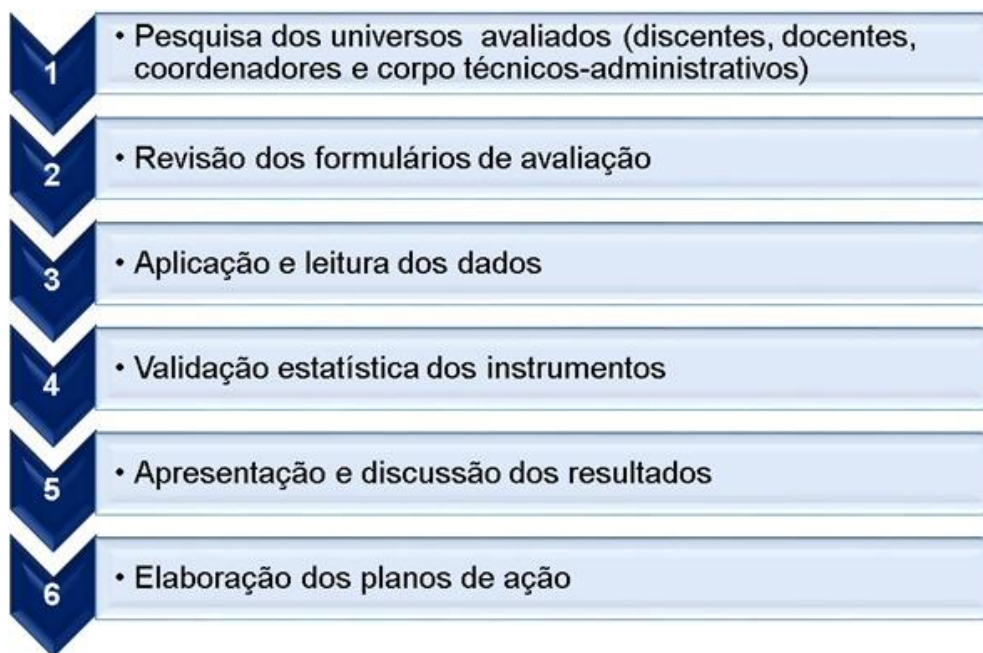 1
• Pesquisa dos universos avaliados (discentes, docentes,
coordenadores e corpo técnicos-administrativos)
2
• Revisão dos formulários de avaliação
3
• Aplicação e leitura dos dados
4
• Validação estatística dos instrumentos
5
• Apresentação e discussão dos resultados
6
• Elaboração dos planos de ação